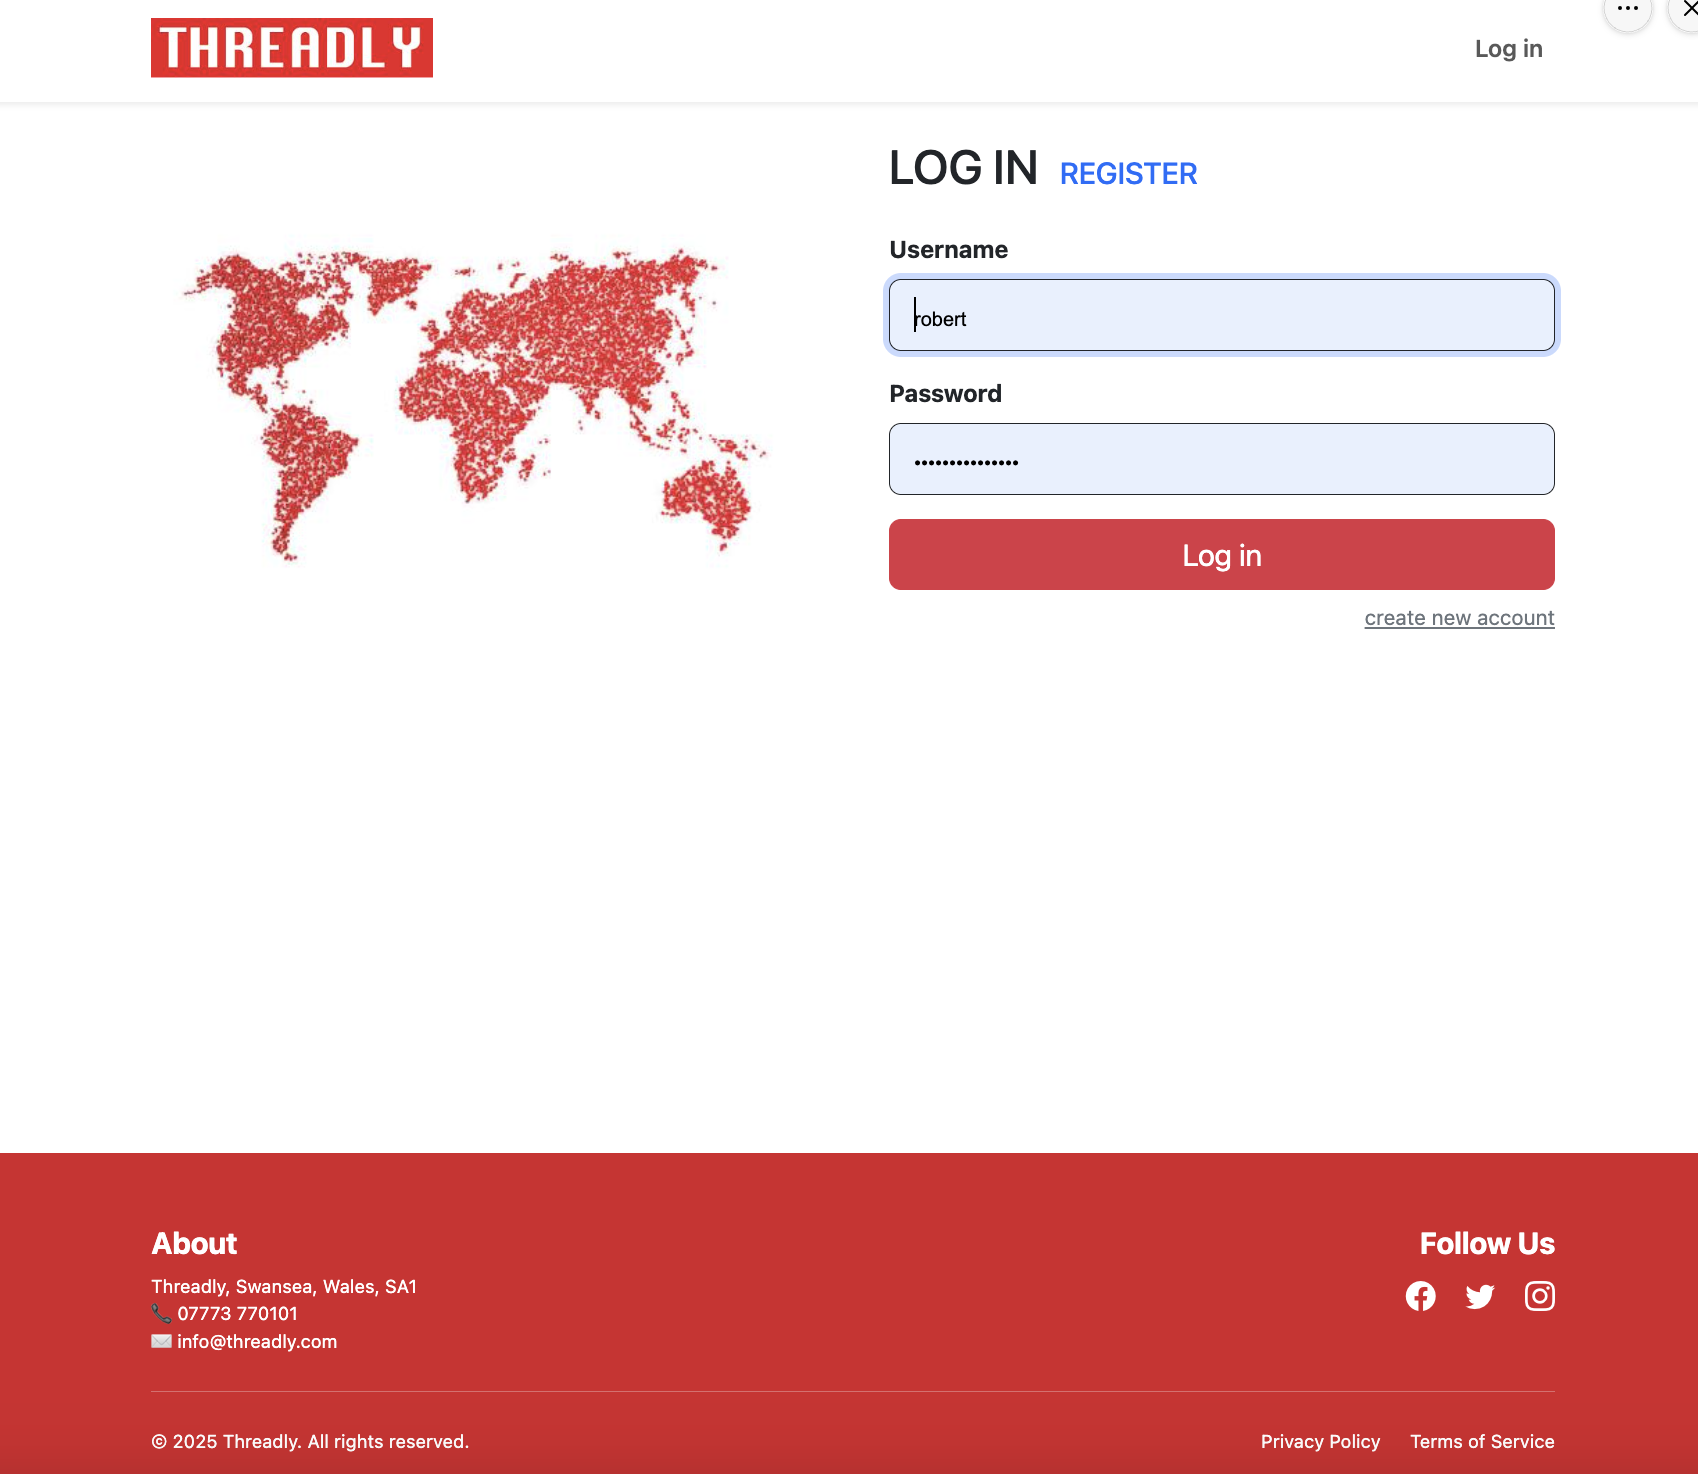 THREADLY
Log in
LOG IN REGISTER
Username
robert
Password
•••••••••••••••
Log in
create new account
About
Follow Us
Threadly, Swansea, Wales, SA1
07773 770101
info@threadly.com
© 2025 Threadly. All rights reserved.
Privacy Policy Terms of Service